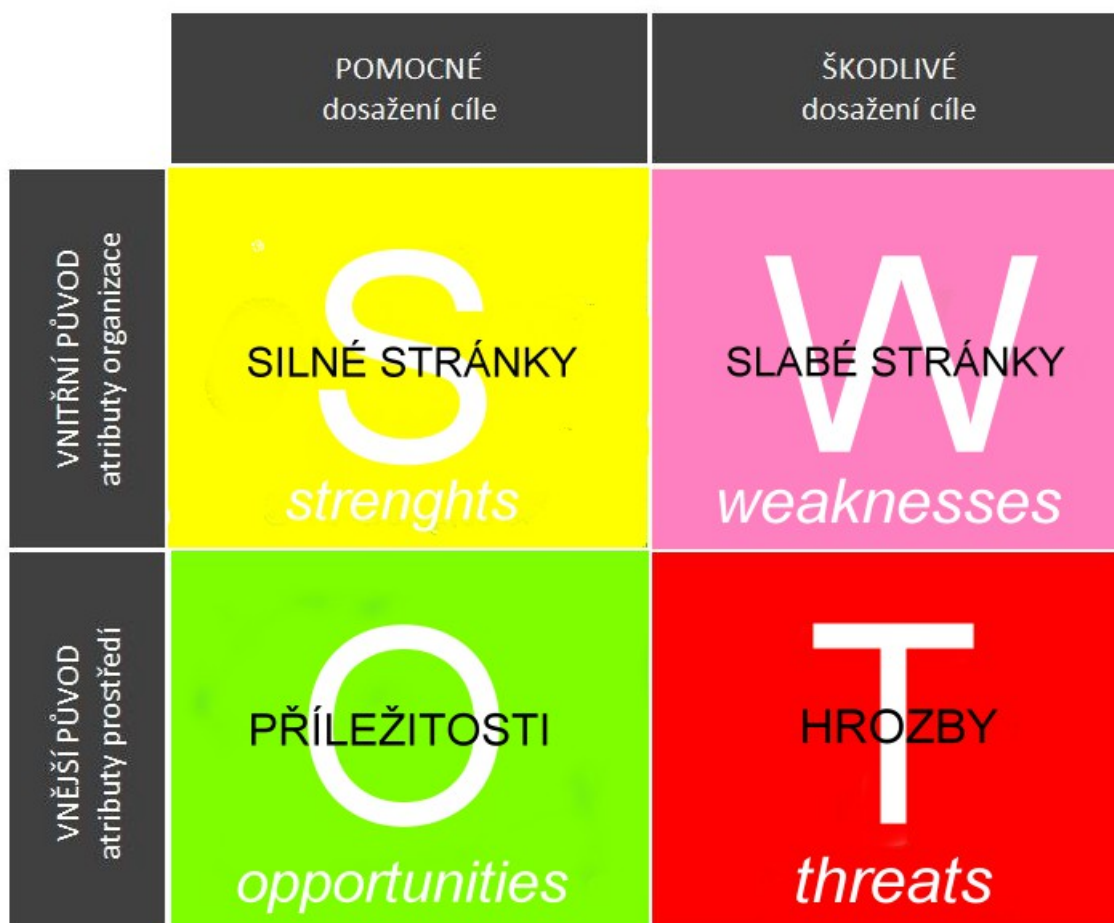 POMOCNÉ
dosažení cíle
ŠKODLIVÉ
dosažení cíle
VNITŘNÍ PŮVOD
atributy organizace
S
SILNÉ STRÁNKY
strenghts
W
SLABÉ STRÁNKY
weaknesses
VNĚJŠÍ PŮVOD
atributy prostředí
O
PŘÍLEŽITOSTI
opportunities
T
HROZBY
threats